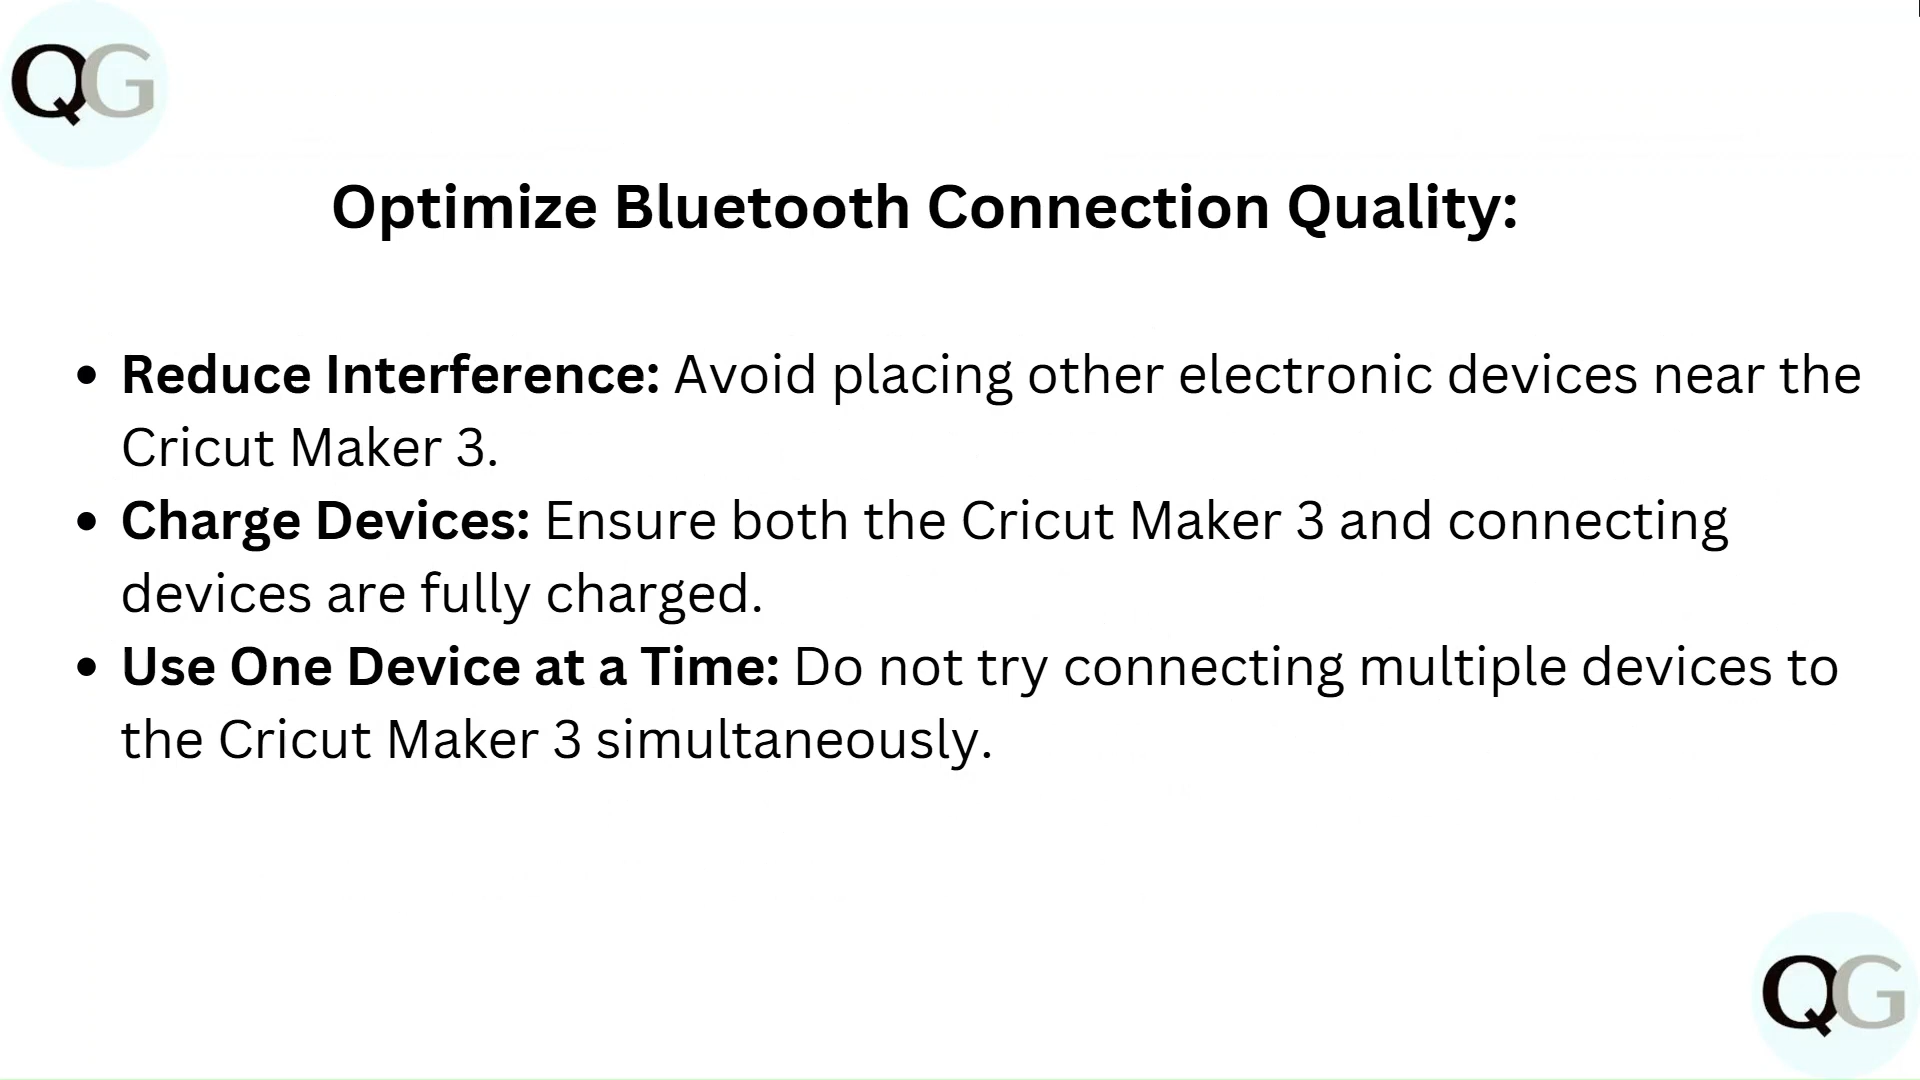 QG
Optimize Bluetooth Connection Quality:
• Reduce Interference: Avoid placing other electronic devices near the
Cricut Maker 3.
• Charge Devices: Ensure both the Cricut Maker 3 and connecting
devices are fully charged.
• Use One Device at a Time: Do not try connecting multiple devices to
the Cricut Maker 3 simultaneously.
QG